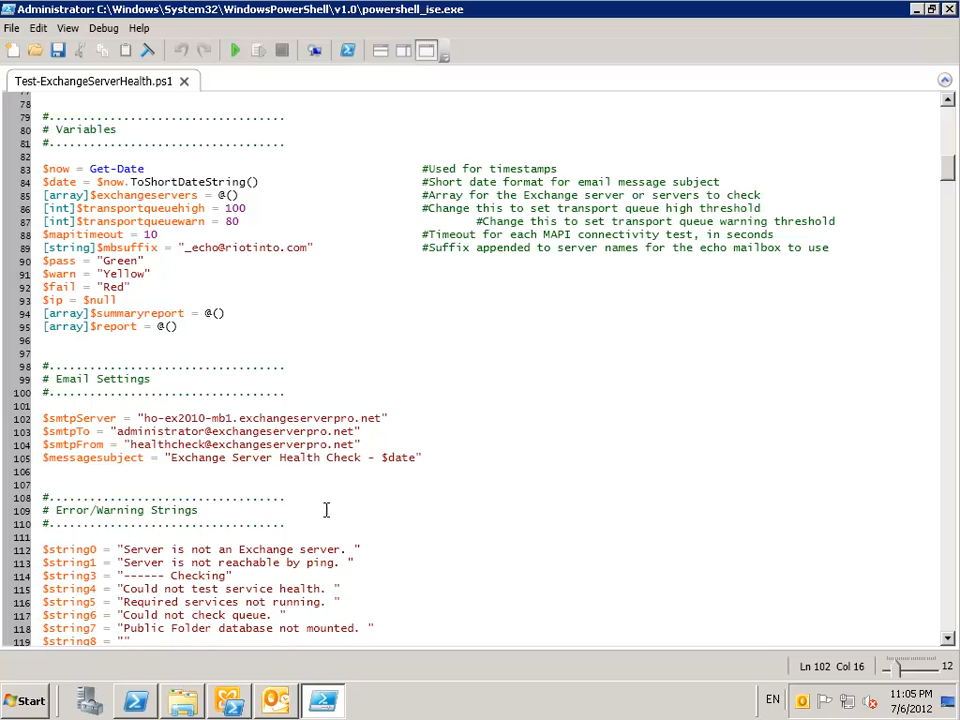 Administrator: C:\Windows\System32\WindowsPowerShell\v1.0\powershell_ise.exe
File Edit View Debug Help
Test-ExchangeServerHealth.ps1
77
78
79 #..................................
80 # Variables
81 #..................................
82
83 $now = Get-Date #Used for timestamps
84 $date = $now.ToShortDateString() #Short date format for email message subject
85 [array]$exchangeservers = @() #Array for the Exchange server or servers to check
86 [int]$transportqueuehigh = 100 #Change this to set transport queue high threshold
87 [int]$transportqueuewarn = 80 #Change this to set transport queue warning threshold
88 $mapitimeout = 10 #Timeout for each MAPI connectivity test, in seconds
89 [string]$mbsuffix = "_echo@riotinto.com" #Suffix appended to server names for the echo mailbox to use
90 $pass = "Green"
91 $warn = "Yellow"
92 $fail = "Red"
93 $ip = $null
94 [array]$summaryreport = @()
95 [array]$report = @()
96
97
98 #..................................
99 # Email Settings
100 #..................................
101
102 $smtpServer = "ho-ex2010-mb1.exchangeserverpro.net"
103 $smtpTo = "administrator@exchangeserverpro.net"
104 $smtpFrom = "healthcheck@exchangeserverpro.net"
105 $messagesubject = "Exchange Server Health Check - $date"
106
107
108 #..................................
109 # Error/Warning Strings
110 #..................................
111
112 $string0 = "Server is not an Exchange server. "
113 $string1 = "Server is not reachable by ping. "
114 $string3 = "------ Checking"
115 $string4 = "Could not test service health. "
116 $string5 = "Required services not running. "
117 $string6 = "Could not check queue. "
118 $string7 = "Public Folder database not mounted. "
119 $string8 = ""
Ln 102 Col 16 12
Start EN 11:05 PM
7/6/2012